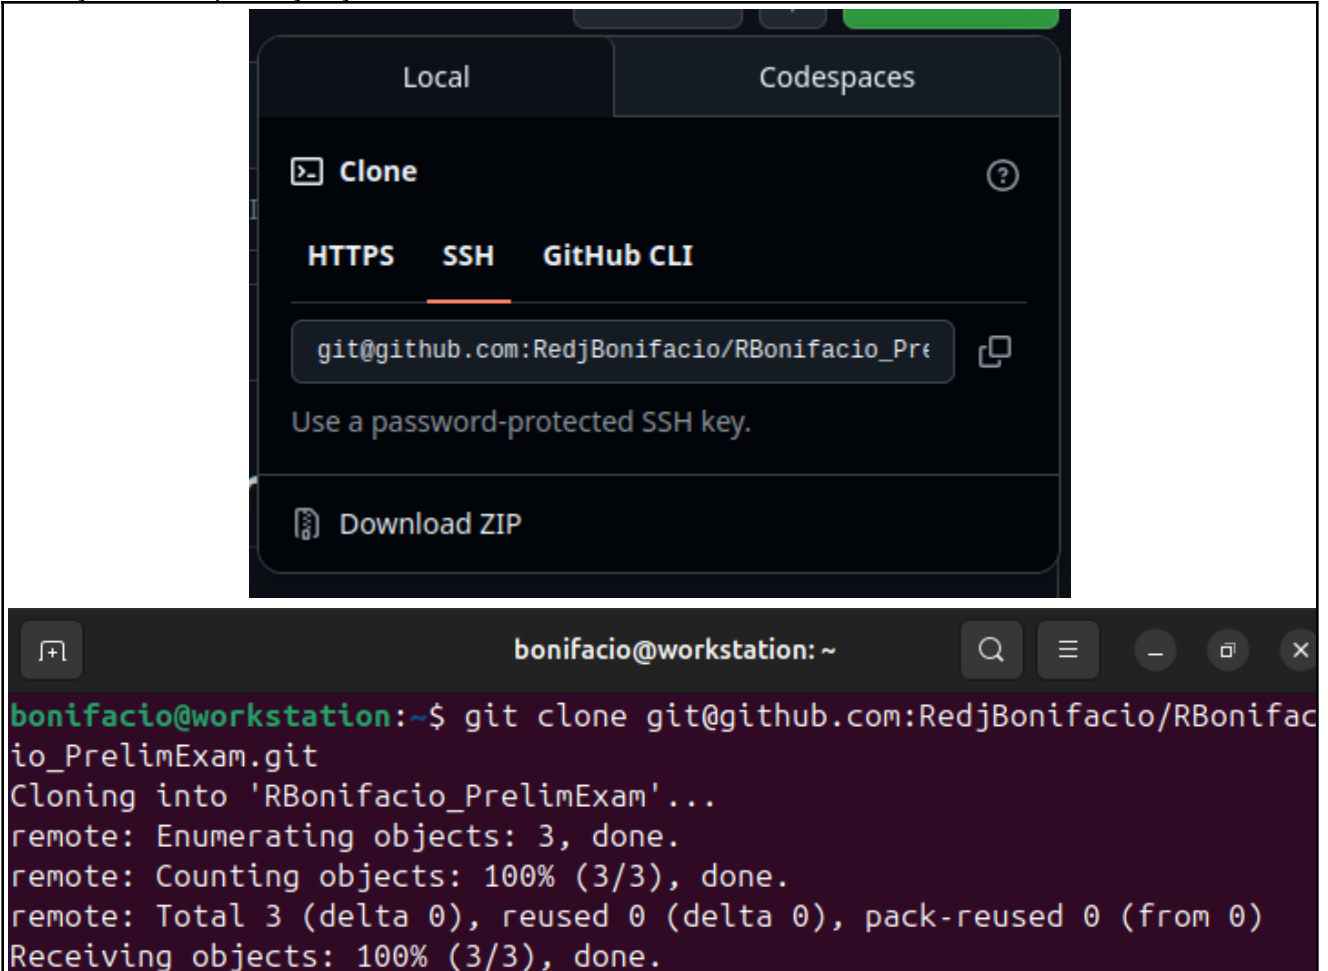 Local
Codespaces
Clone
HTTPS SSH GitHub CLI
git@github.com:RedjBonifacio/RBonifacio_Pre
Use a password-protected SSH key.
Download ZIP
bonifacio@workstation: ~
bonifacio@workstation:~$ git clone git@github.com:RedjBonifacio/RBonifac
io_PrelimExam.git
Cloning into 'RBonifacio_PrelimExam'...
remote: Enumerating objects: 3, done.
remote: Counting objects: 100% (3/3), done.
remote: Total 3 (delta 0), reused 0 (delta 0), pack-reused 0 (from 0)
Receiving objects: 100% (3/3), done.